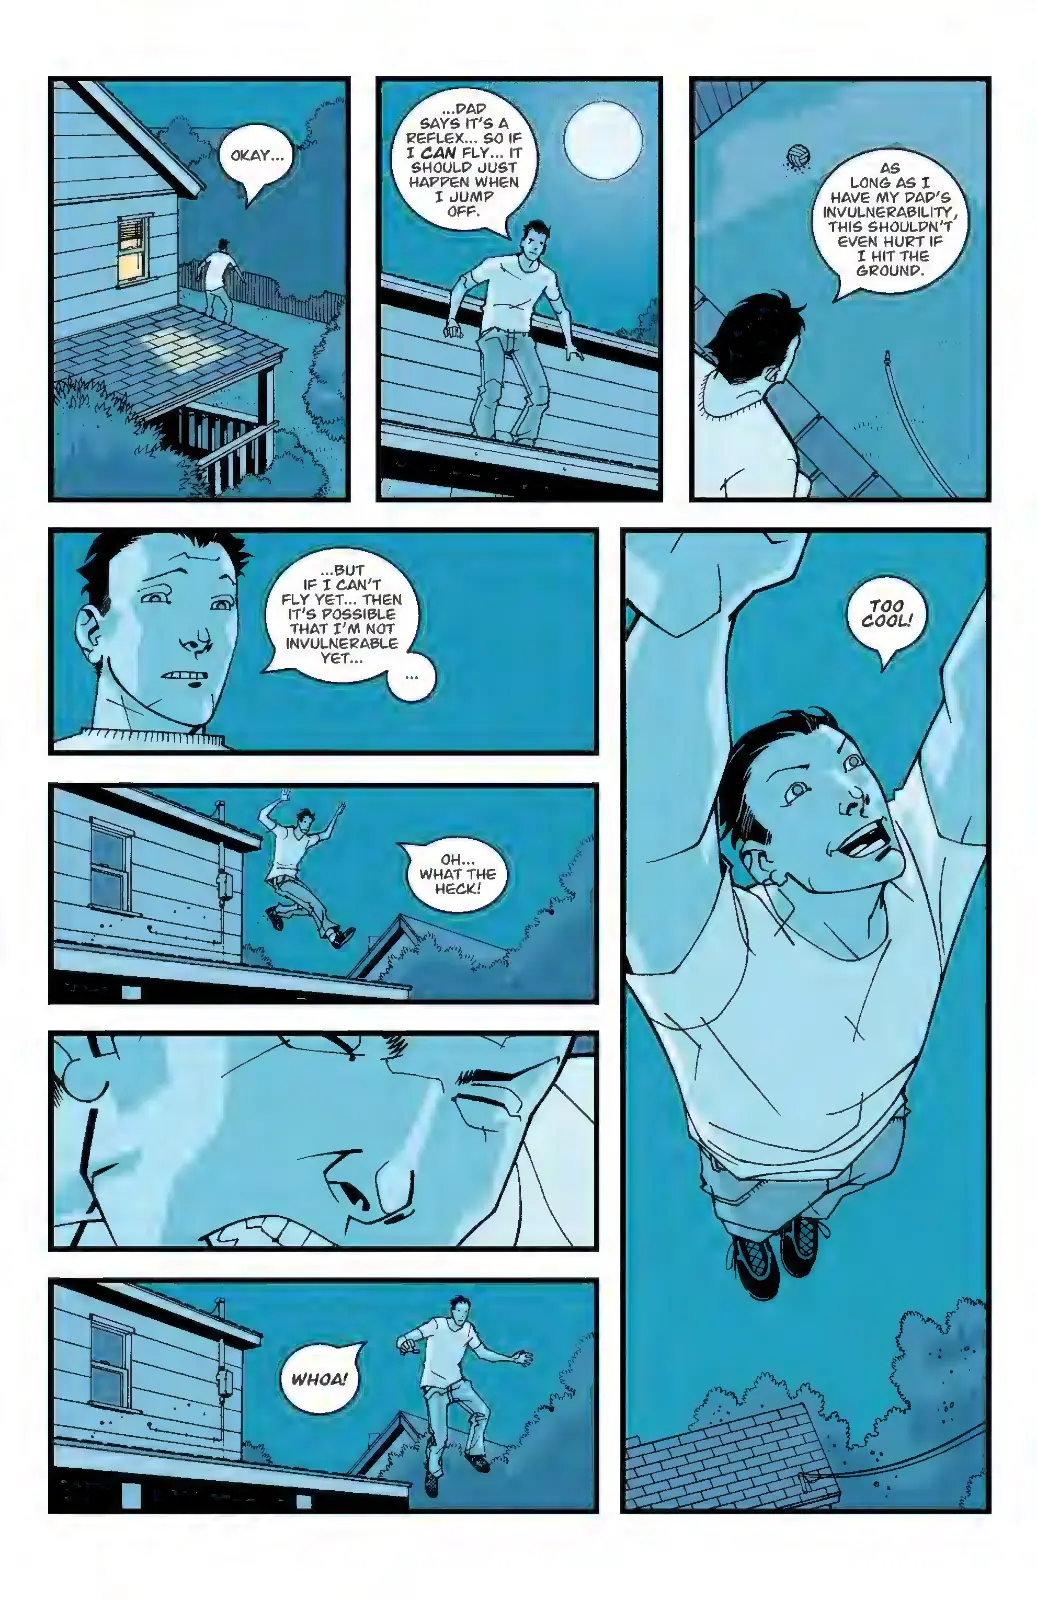 OKAY...
...DAD
SAYS IT'S A
REFLEX... SO IF
I CAN FLY... IT
SHOULD JUST
HAPPEN WHEN
I JUMP
OFF.
AS
LONG AS I
HAVE MY DAD'S
INVULNERABILITY,
THIS SHOULDN'T
EVEN HURT IF
I HIT THE
GROUND.
...BUT
IF I CAN'T
FLY YET... THEN
IT'S POSSIBLE
THAT I'M NOT
INVULNERABLE
YET...
...
OH...
WHAT THE
HECK!
WHOA!
TOO
COOL!